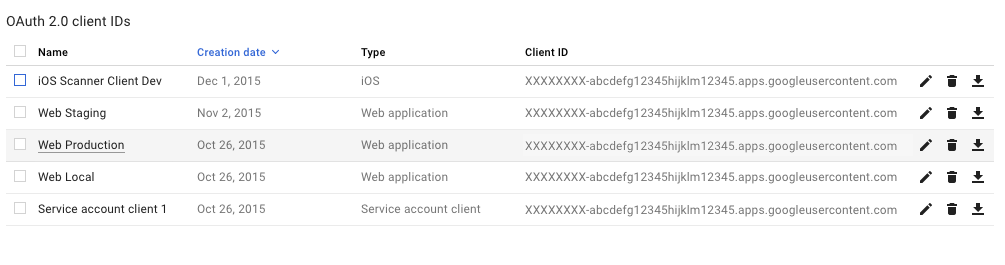 OAuth 2.0 client IDs
Name Creation date Type Client ID
iOS Scanner Client Dev Dec 1, 2015 iOS XXXXXXXX-abcdefg12345hijklm12345.apps.googleusercontent.com
Web Staging Nov 2, 2015 Web application XXXXXXXX-abcdefg12345hijklm12345.apps.googleusercontent.com
Web Production Oct 26, 2015 Web application XXXXXXXX-abcdefg12345hijklm12345.apps.googleusercontent.com
Web Local Oct 26, 2015 Web application XXXXXXXX-abcdefg12345hijklm12345.apps.googleusercontent.com
Service account client 1 Oct 26, 2015 Service account client XXXXXXXX-abcdefg12345hijklm12345.apps.googleusercontent.com